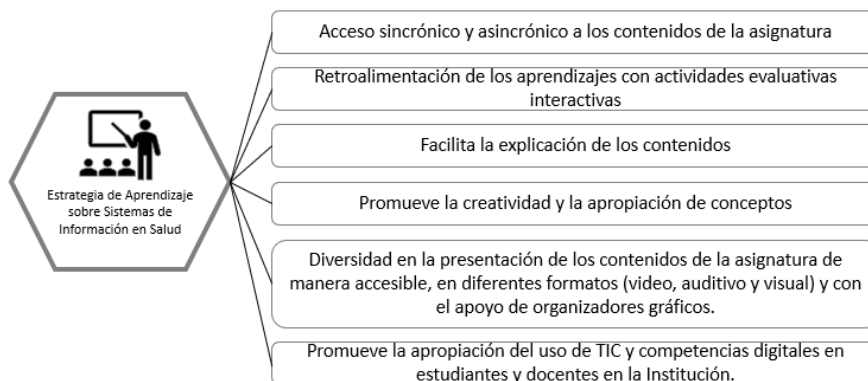 Estrategia de Aprendizaje
sobre Sistemas de
Información en Salud
Acceso sincrónico y asincrónico a los contenidos de la asignatura
Retroalimentación de los aprendizajes con actividades evaluativas
interactivas
Facilita la explicación de los contenidos
Promueve la creatividad y la apropiación de conceptos
Diversidad en la presentación de los contenidos de la asignatura de
manera accesible, en diferentes formatos (video, auditivo y visual) y con
el apoyo de organizadores gráficos.
Promueve la apropiación del uso de TIC y competencias digitales en
estudiantes y docentes en la Institución.